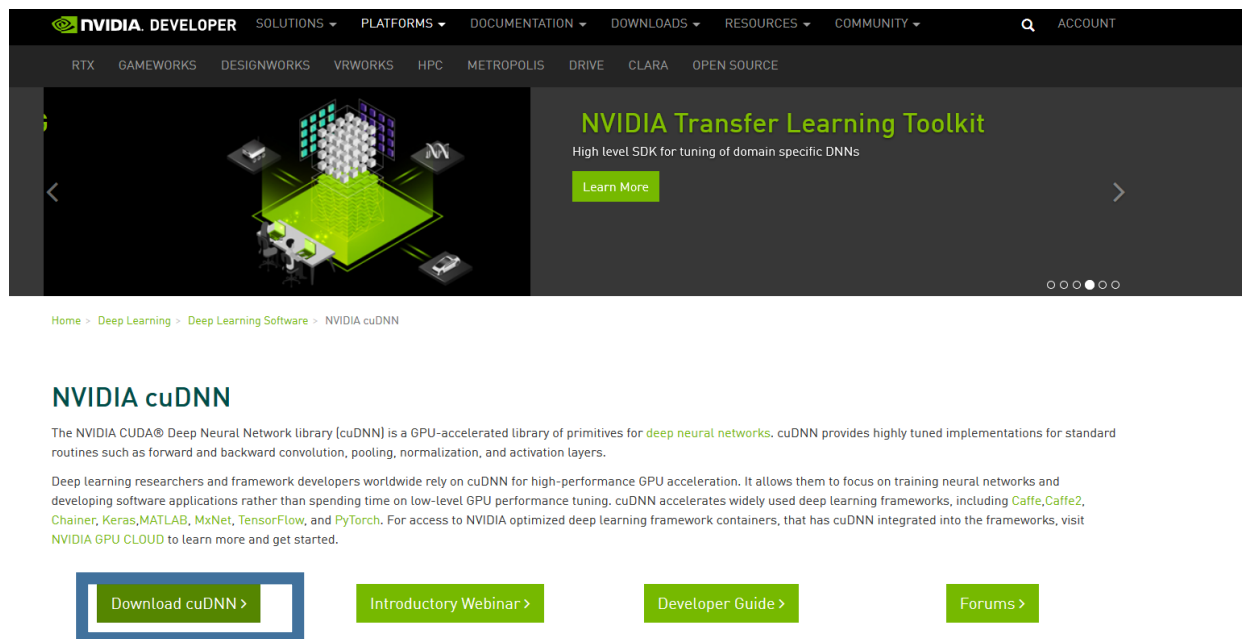 NVIDIA. DEVELOPER SOLUTIONS PLATFORMS DOCUMENTATION DOWNLOADS RESOURCES COMMUNITY ACCOUNT
RTX GAMEWORKS DESIGNWORKS VRWORKS HPC METROPOLIS DRIVE CLARA OPEN SOURCE
NVIDIA Transfer Learning Toolkit
High level SDK for tuning of domain specific DNNs
Learn More
Home > Deep Learning > Deep Learning Software > NVIDIA cuDNN
NVIDIA cuDNN
The NVIDIA CUDA® Deep Neural Network library (cuDNN) is a GPU-accelerated library of primitives for deep neural networks. cuDNN provides highly tuned implementations for standard
routines such as forward and backward convolution, pooling, normalization, and activation layers.
Deep learning researchers and framework developers worldwide rely on cuDNN for high-performance GPU acceleration. It allows them to focus on training neural networks and
developing software applications rather than spending time on low-level GPU performance tuning. cuDNN accelerates widely used deep learning frameworks, including Caffe,Caffe2,
Chainer, Keras,MATLAB, MxNet, TensorFlow, and PyTorch. For access to NVIDIA optimized deep learning framework containers, that has cuDNN integrated into the frameworks, visit
NVIDIA GPU CLOUD to learn more and get started.
Download cuDNN > Introductory Webinar > Developer Guide > Forums >